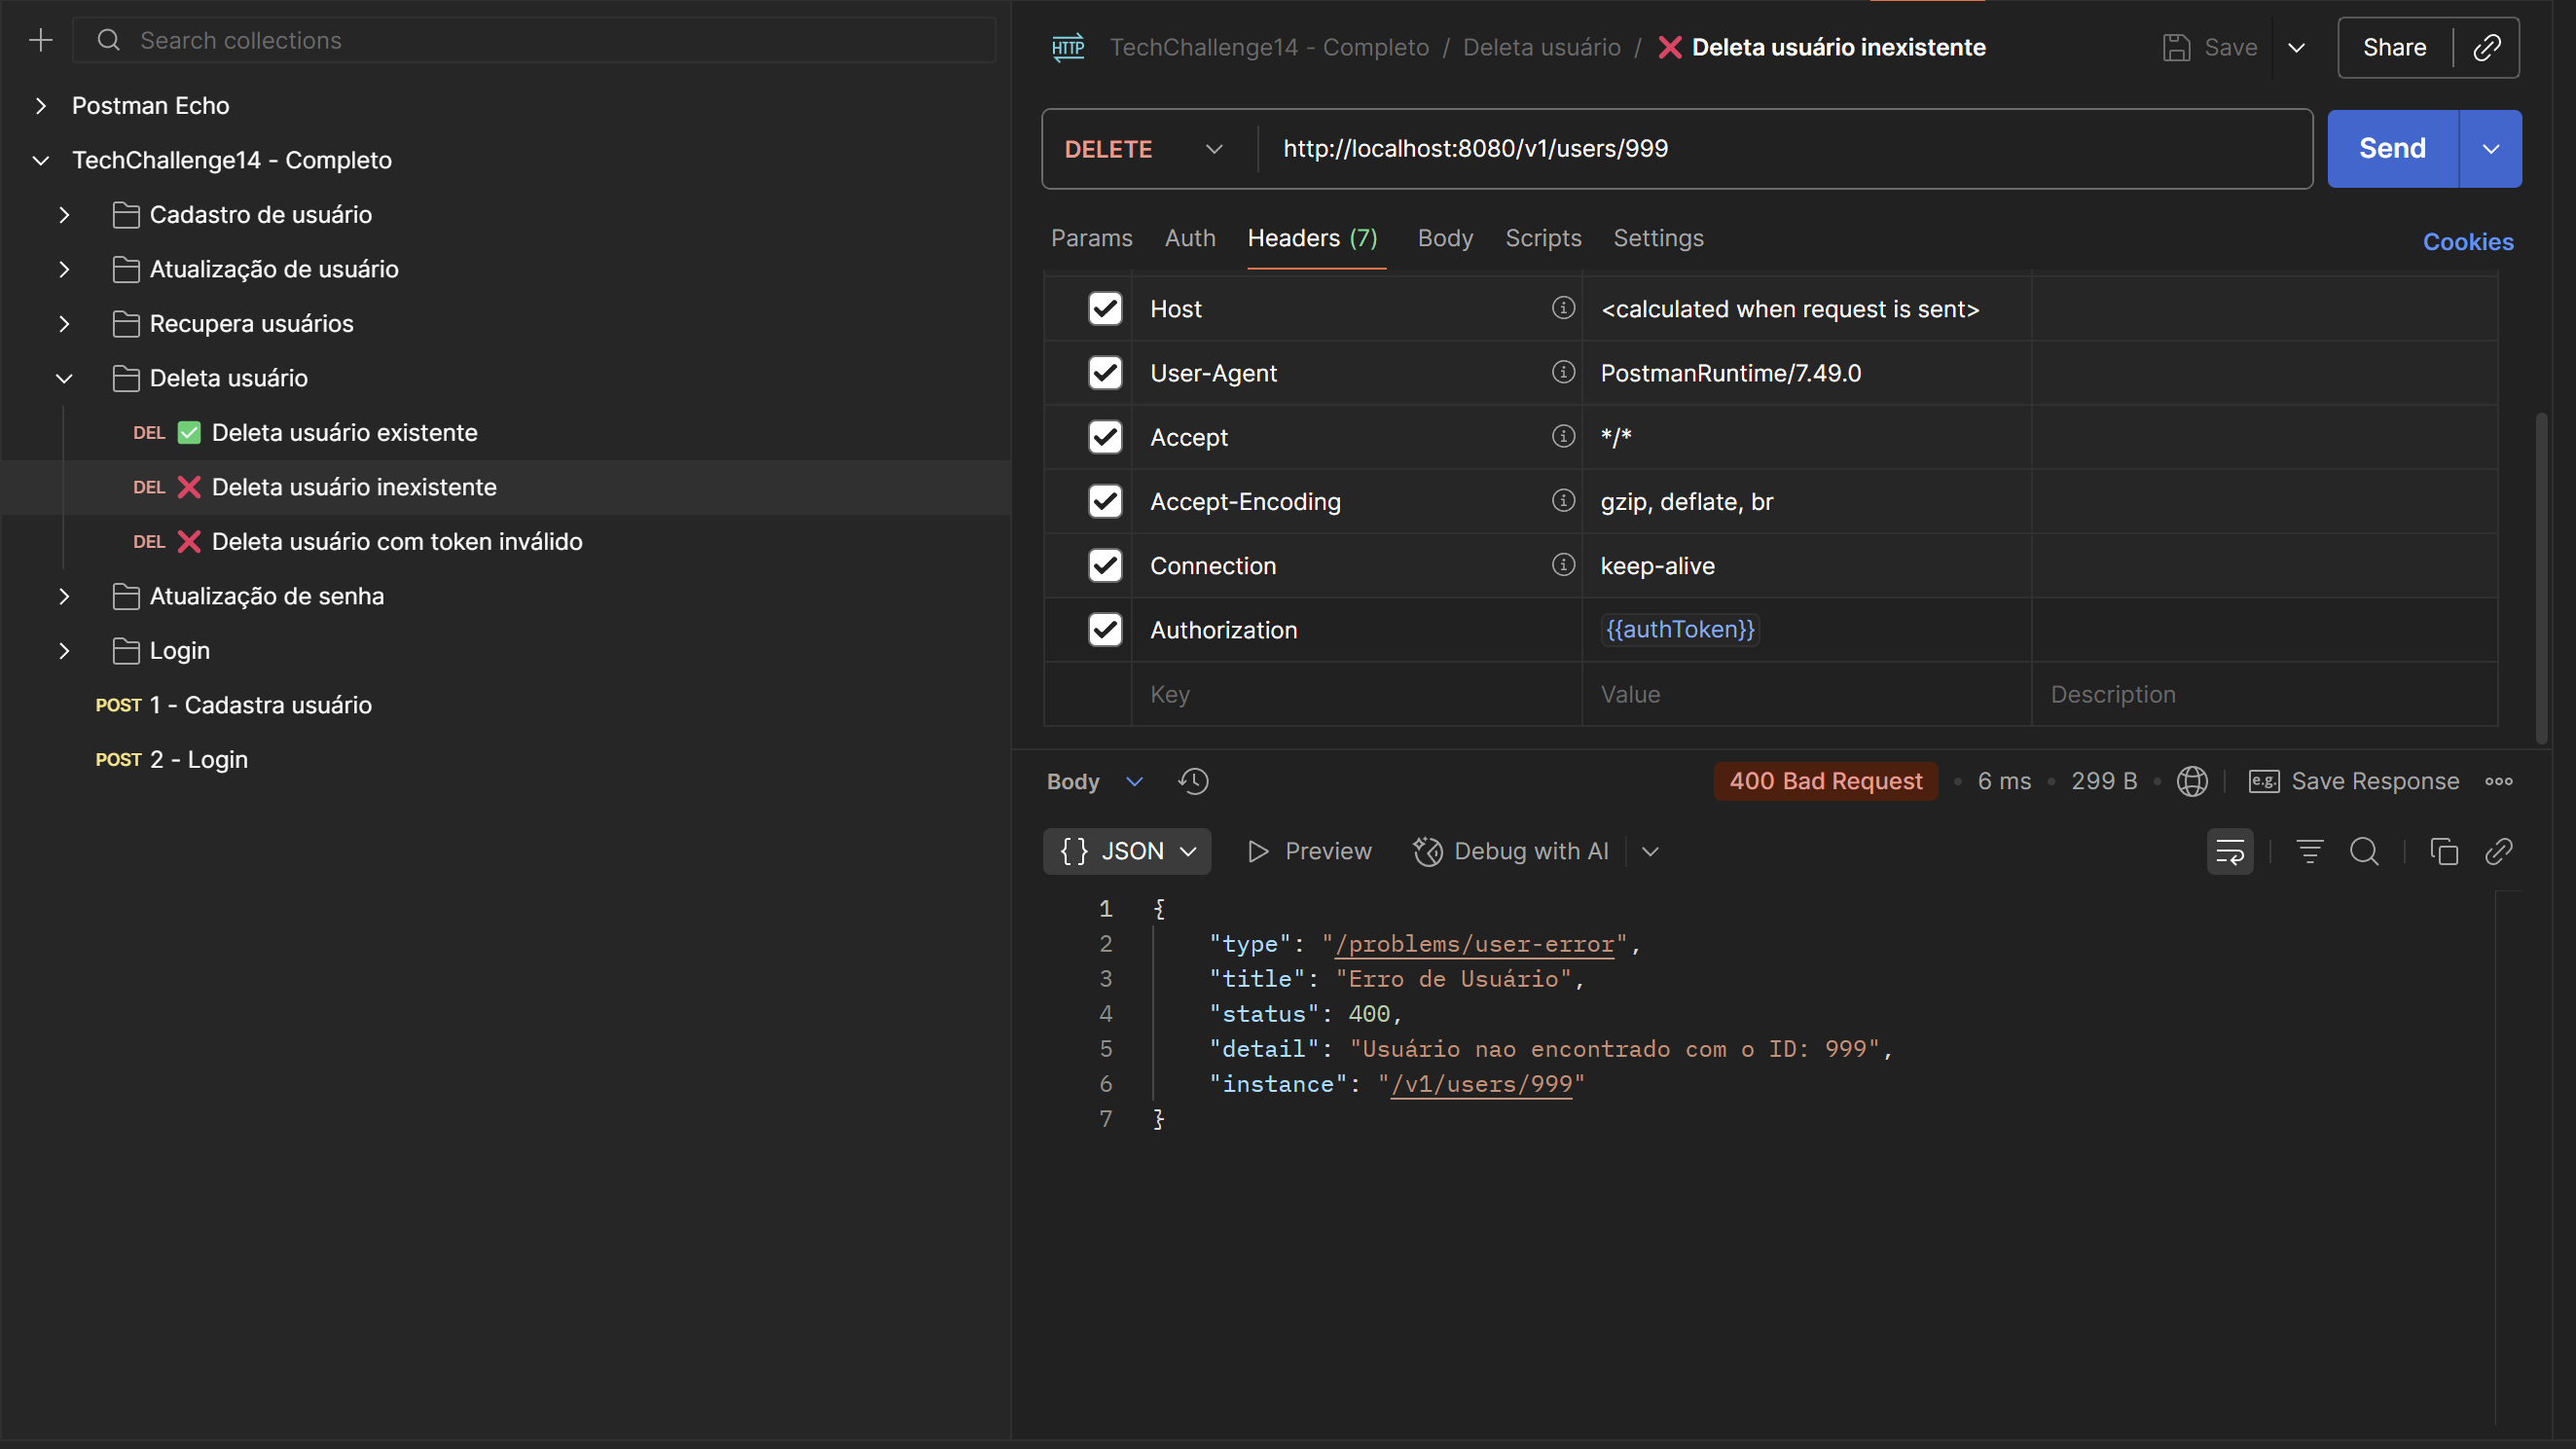 Search collections
Postman Echo
TechChallenge14 - Completo
Cadastro de usuário
Atualização de usuário
Recupera usuários
Deleta usuário
DEL ✅ Deleta usuário existente
DEL ❌ Deleta usuário inexistente
DEL ❌ Deleta usuário com token inválido
Atualização de senha
Login
POST 1 - Cadastra usuário
POST 2 - Login
HTTP TechChallenge14 - Completo / Deleta usuário / ❌ Deleta usuário inexistente
Save
Share
DELETE http://localhost:8080/v1/users/999
Send
Params Auth Headers (7) Body Scripts Settings
Cookies
Host <calculated when request is sent>
User-Agent PostmanRuntime/7.49.0
Accept */*
Accept-Encoding gzip, deflate, br
Connection keep-alive
Authorization {{authToken}}
Key Value Description
Body 400 Bad Request • 6 ms • 299 B • e.g. Save Response
{} JSON Preview Debug with AI
1 {
2 "type": "/problems/user-error",
3 "title": "Erro de Usuário",
4 "status": 400,
5 "detail": "Usuário nao encontrado com o ID: 999",
6 "instance": "/v1/users/999"
7 }